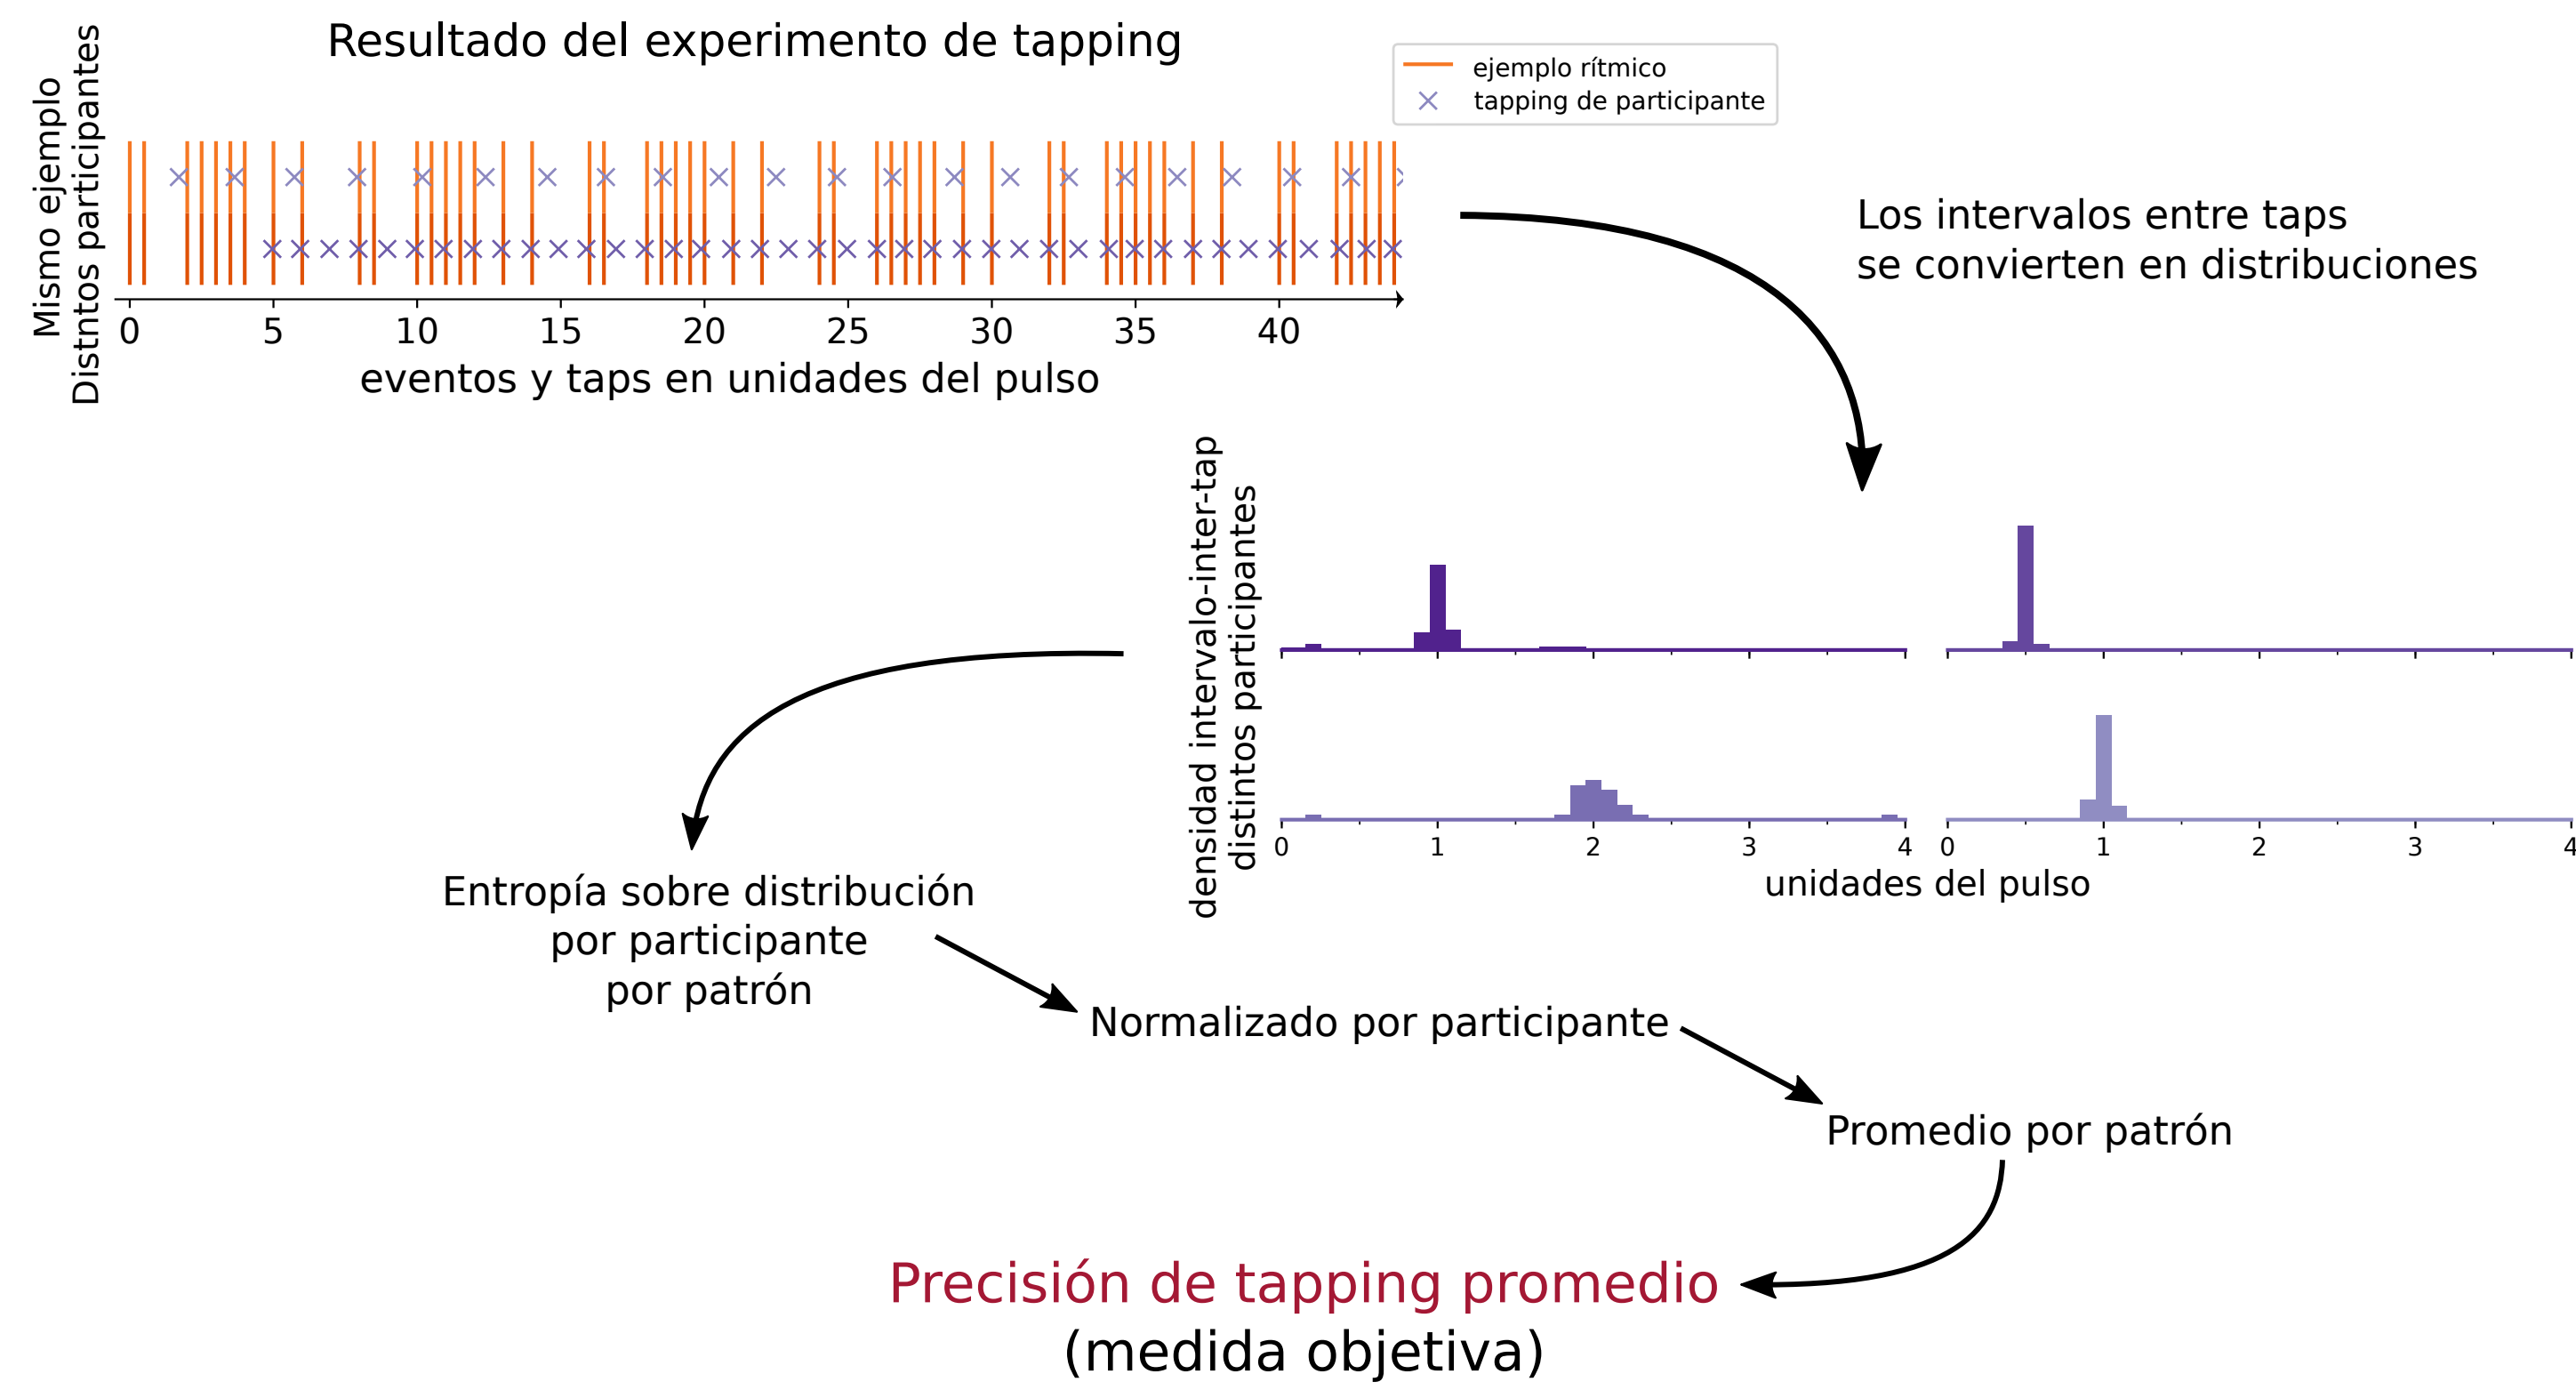 Resultado del experimento de tapping
ejemplo rítmico
tapping de participante
Mismo ejemplo
Distntos participantes
0 5 10 15 20 25 30 35 40
eventos y taps en unidades del pulso
Los intervalos entre taps
se convierten en distribuciones
densidad intervalo-inter-tap
distintos participantes
0 1 2 3 4 0 1 2 3 4
unidades del pulso
Entropía sobre distribución
por participante
por patrón
Normalizado por participante
Promedio por patrón
Precisión de tapping promedio
(medida objetiva)